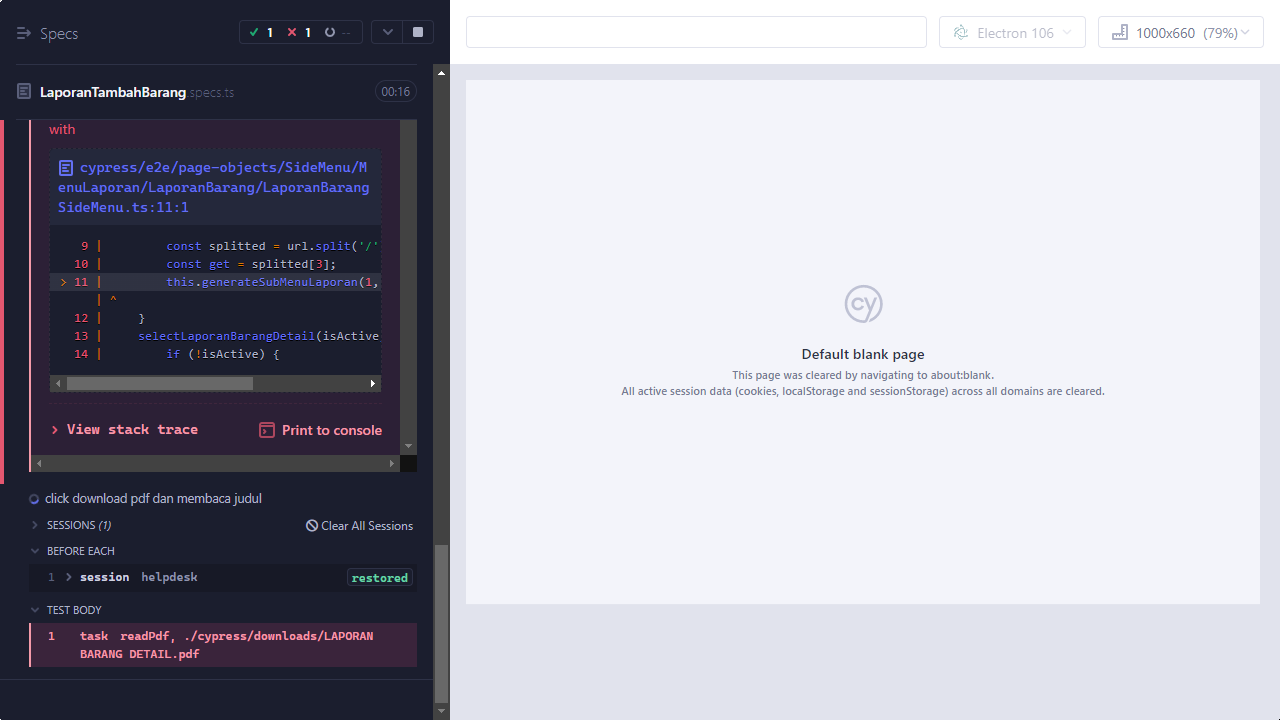 Specs
1 1 --
Electron 106
1000x660 (79%)
LaporanTambahBarang.specs.ts
00:16
with
cypress/e2e/page-objects/SideMenu/M
enuLaporan/LaporanBarang/LaporanBarang
SideMenu.ts:11:1
9 | const splitted = url.split('/'
10 | const get = splitted[3];
> 11 | this.generateSubMenuLaporan(1,
| ^
12 | }
13 | selectLaporanBarangDetail(isActive
14 | if (!isActive) {
> View stack trace
Print to console
click download pdf dan membaca judul
SESSIONS (1)
Clear All Sessions
BEFORE EACH
1 session helpdesk restored
TEST BODY
1 task readPdf, ./cypress/downloads/LAPORAN
BARANG DETAIL.pdf
cy
Default blank page
This page was cleared by navigating to about:blank.
All active session data (cookies, localStorage and sessionStorage) across all domains are cleared.